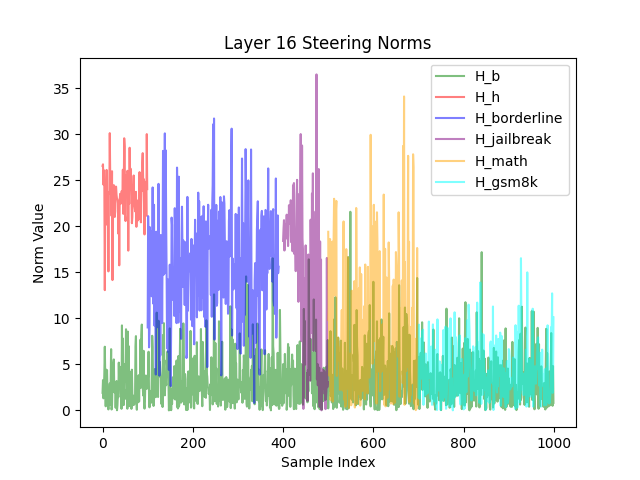 Layer 16 Steering Norms
H_b
H_h
H_borderline
H_jailbreak
H_math
H_gsm8k
Norm Value
35
30
25
20
15
10
5
0
0 200 400 600 800 1000
Sample Index